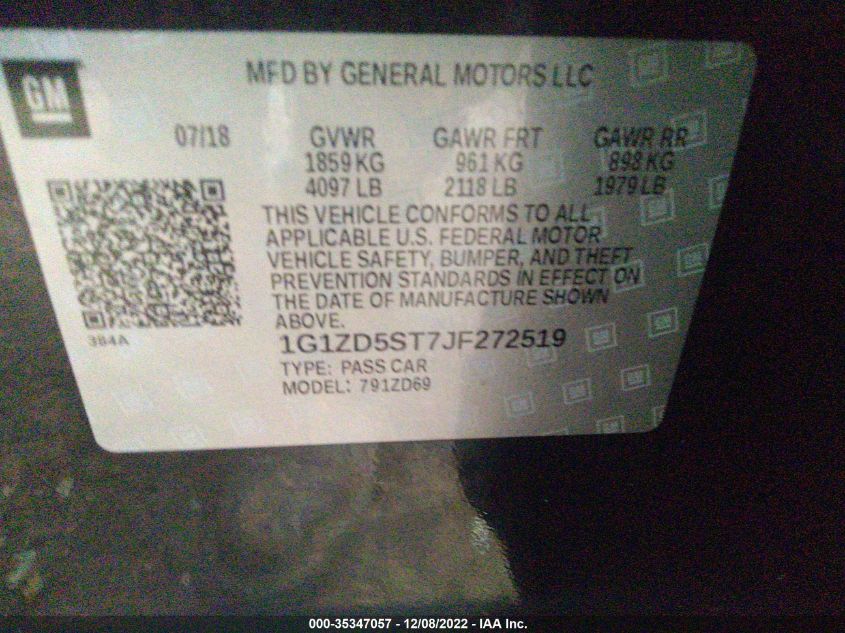 MFD BY GENERAL MOTORS LLC
GM
07/18 GVWR GAWR FRT GAWR RR
1859 KG 961 KG 898 KG
4097 LB 2118 LB 1979 LB
THIS VEHICLE CONFORMS TO ALL
APPLICABLE U.S. FEDERAL MOTOR
VEHICLE SAFETY, BUMPER, AND THEFT
PREVENTION STANDARDS IN EFFECT ON
THE DATE OF MANUFACTURE SHOWN
ABOVE.
384A
1G1ZD5ST7JF272519
TYPE: PASS CAR
MODEL: 791ZD69
000-35347057 - 12/08/2022 - IAA Inc.